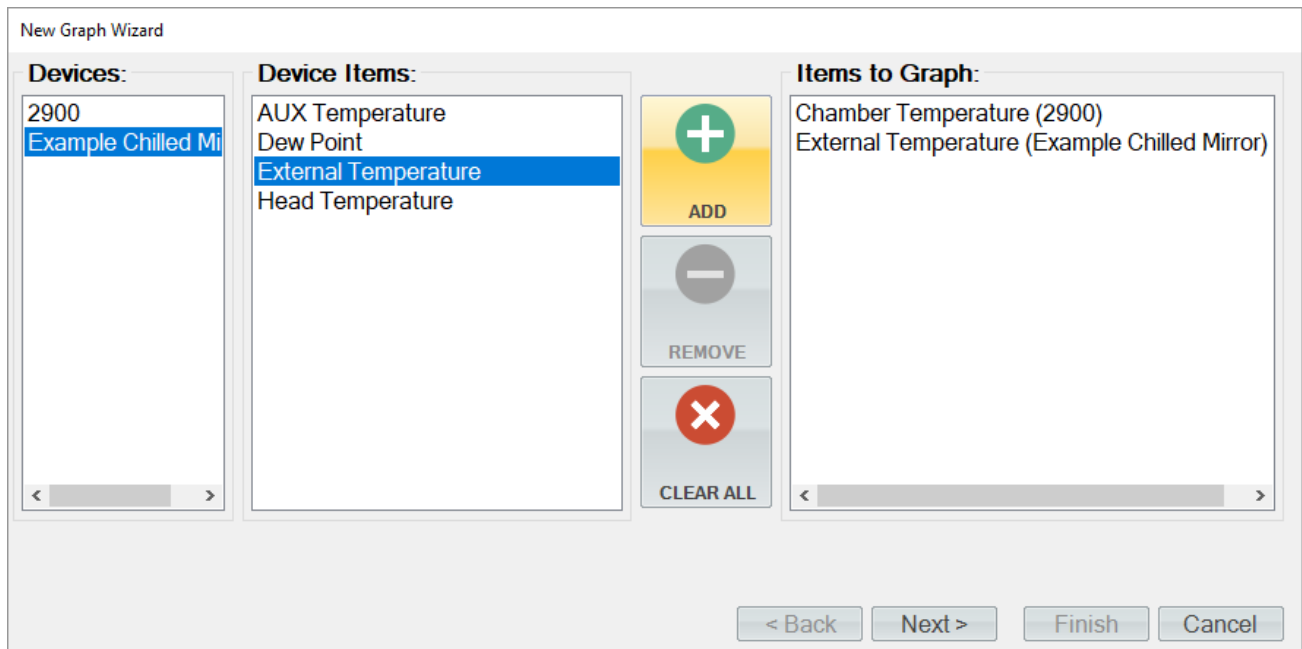 New Graph Wizard
Devices:
2900
Example Chilled Mi
Device Items:
AUX Temperature
Dew Point
External Temperature
Head Temperature
ADD
REMOVE
CLEAR ALL
Items to Graph:
Chamber Temperature (2900)
External Temperature (Example Chilled Mirror)
< Back
Next >
Finish
Cancel